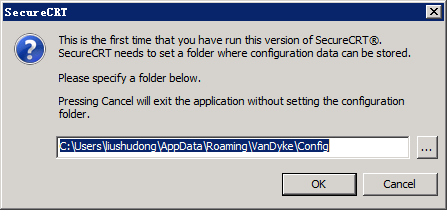 SecureCRT
This is the first time that you have run this version of SecureCRT®.
SecureCRT needs to set a folder where configuration data can be stored.
Please specify a folder below.
Pressing Cancel will exit the application without setting the configuration
folder.
C:\Users\liushudong\AppData\Roaming\VanDyke\Config
...
OK
Cancel